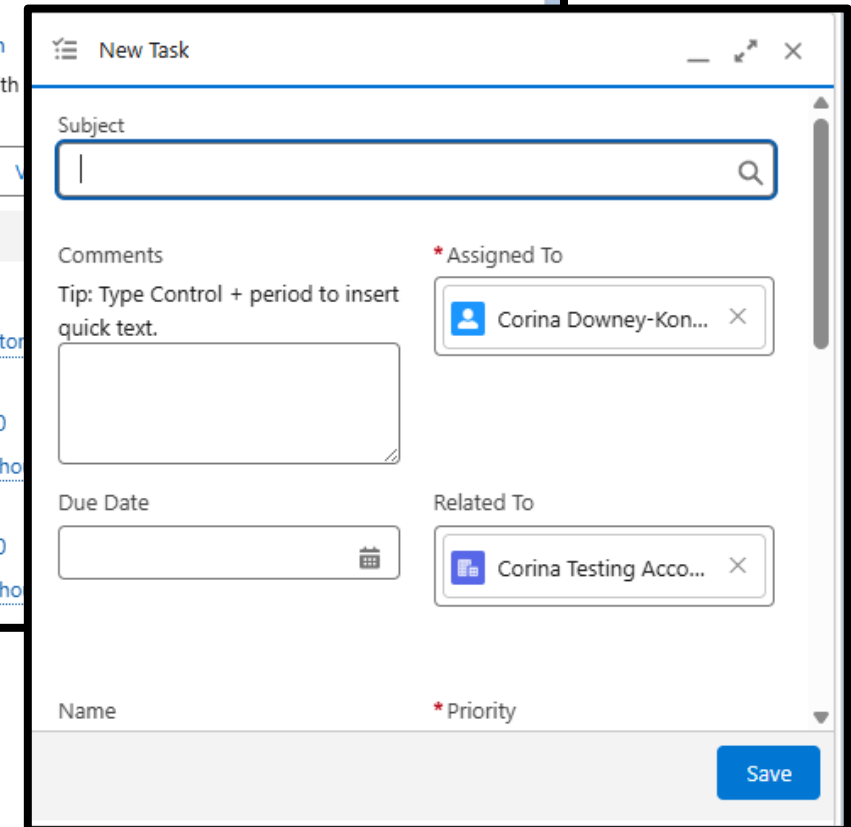 New Task
Subject
Comments
*Assigned To
Tip: Type Control + period to insert
quick text.
Corina Downey-Kon...
Due Date
Related To
Corina Testing Acco...
Name
*Priority
Save